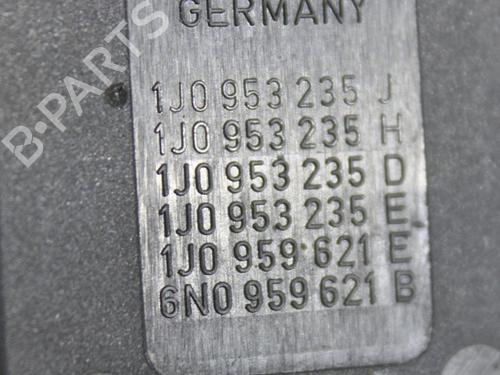 GERMANY
1J0 953 235 J
1J0 953 235 H
1J0 953 235 D
1J0 953 235 E
1J0 959 621 E
6N0 959 621 B
B-PARTS